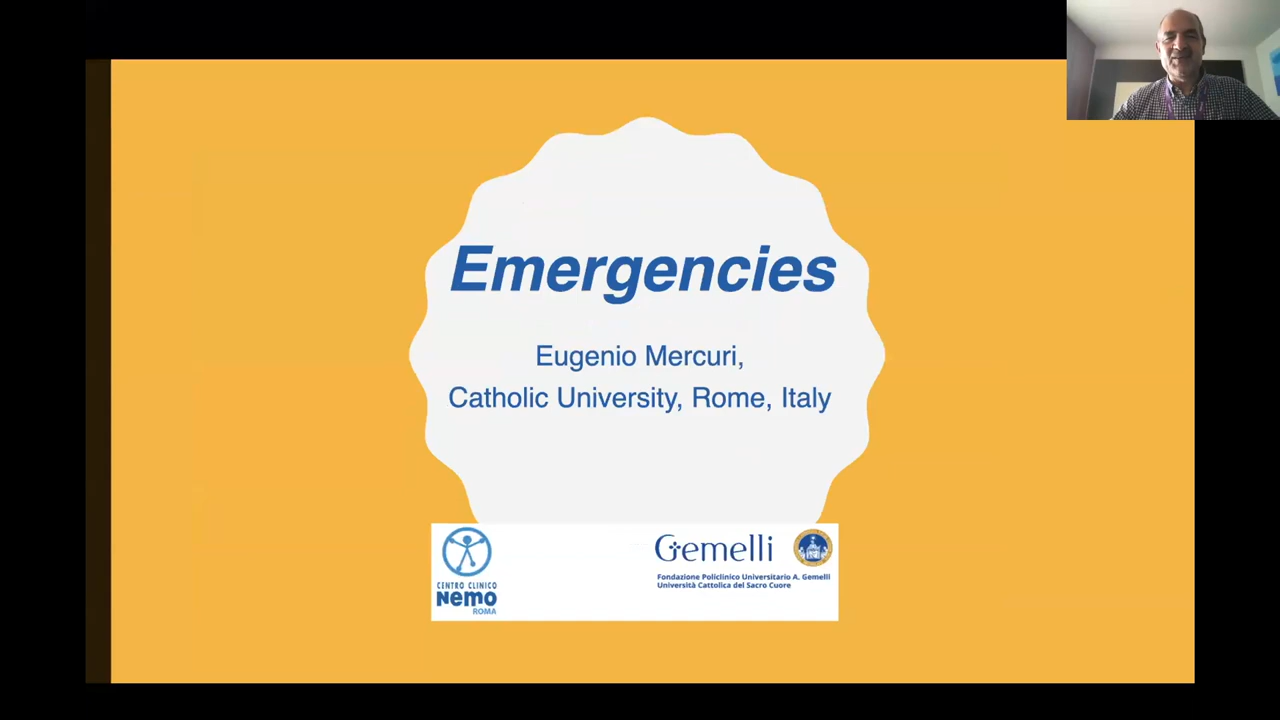 Emergencies
Eugenio Mercuri,
Catholic University, Rome, Italy
CENTRO CLINICO
Nemo
ROMA
Gemelli
Fondazione Policlinico Universitario A. Gemelli
Università Cattolica del Sacro Cuore